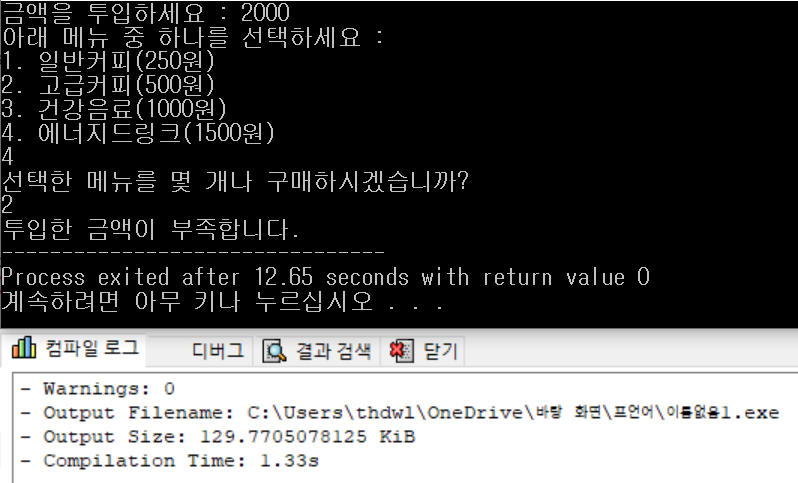 금액을 투입하세요 : 2000
아래 메뉴 중 하나를 선택하세요 :
1. 일반커피(250원)
2. 고급커피(500원)
3. 건강음료(1000원)
4. 에너지드링크(1500원)
4
선택한 메뉴를 몇 개나 구매하시겠습니까?
2
투입한 금액이 부족합니다.
--------------------------------
Process exited after 12.65 seconds with return value 0
계속하려면 아무 키나 누르십시오 . . .
컴파일 로그 디버그 결과 검색 닫기
- Warnings: 0
- Output Filename: C:\Users\thdwl\OneDrive\바탕 화면\프언어\이름없음1.exe
- Output Size: 129.7705078125 KiB
- Compilation Time: 1.33s